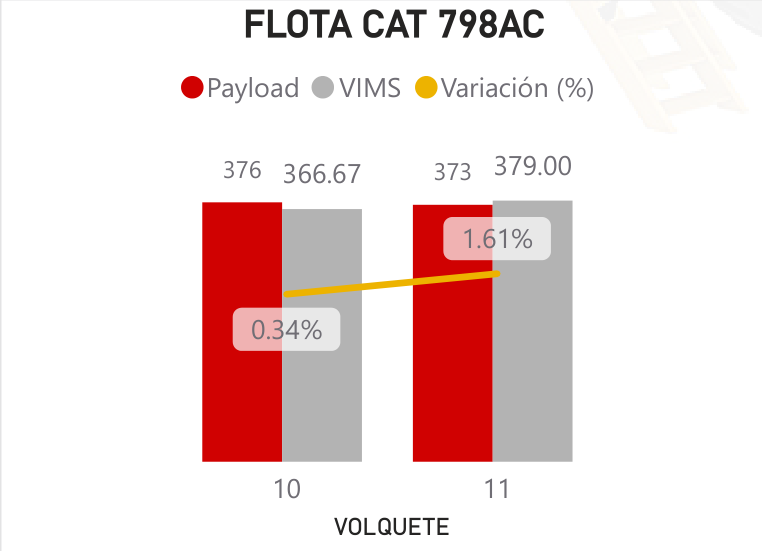 FLOTA CAT 798AC
Payload VIMS Variación (%)
376 366.67 373 379.00
1.61%
0.34%
10 11
VOLQUETE